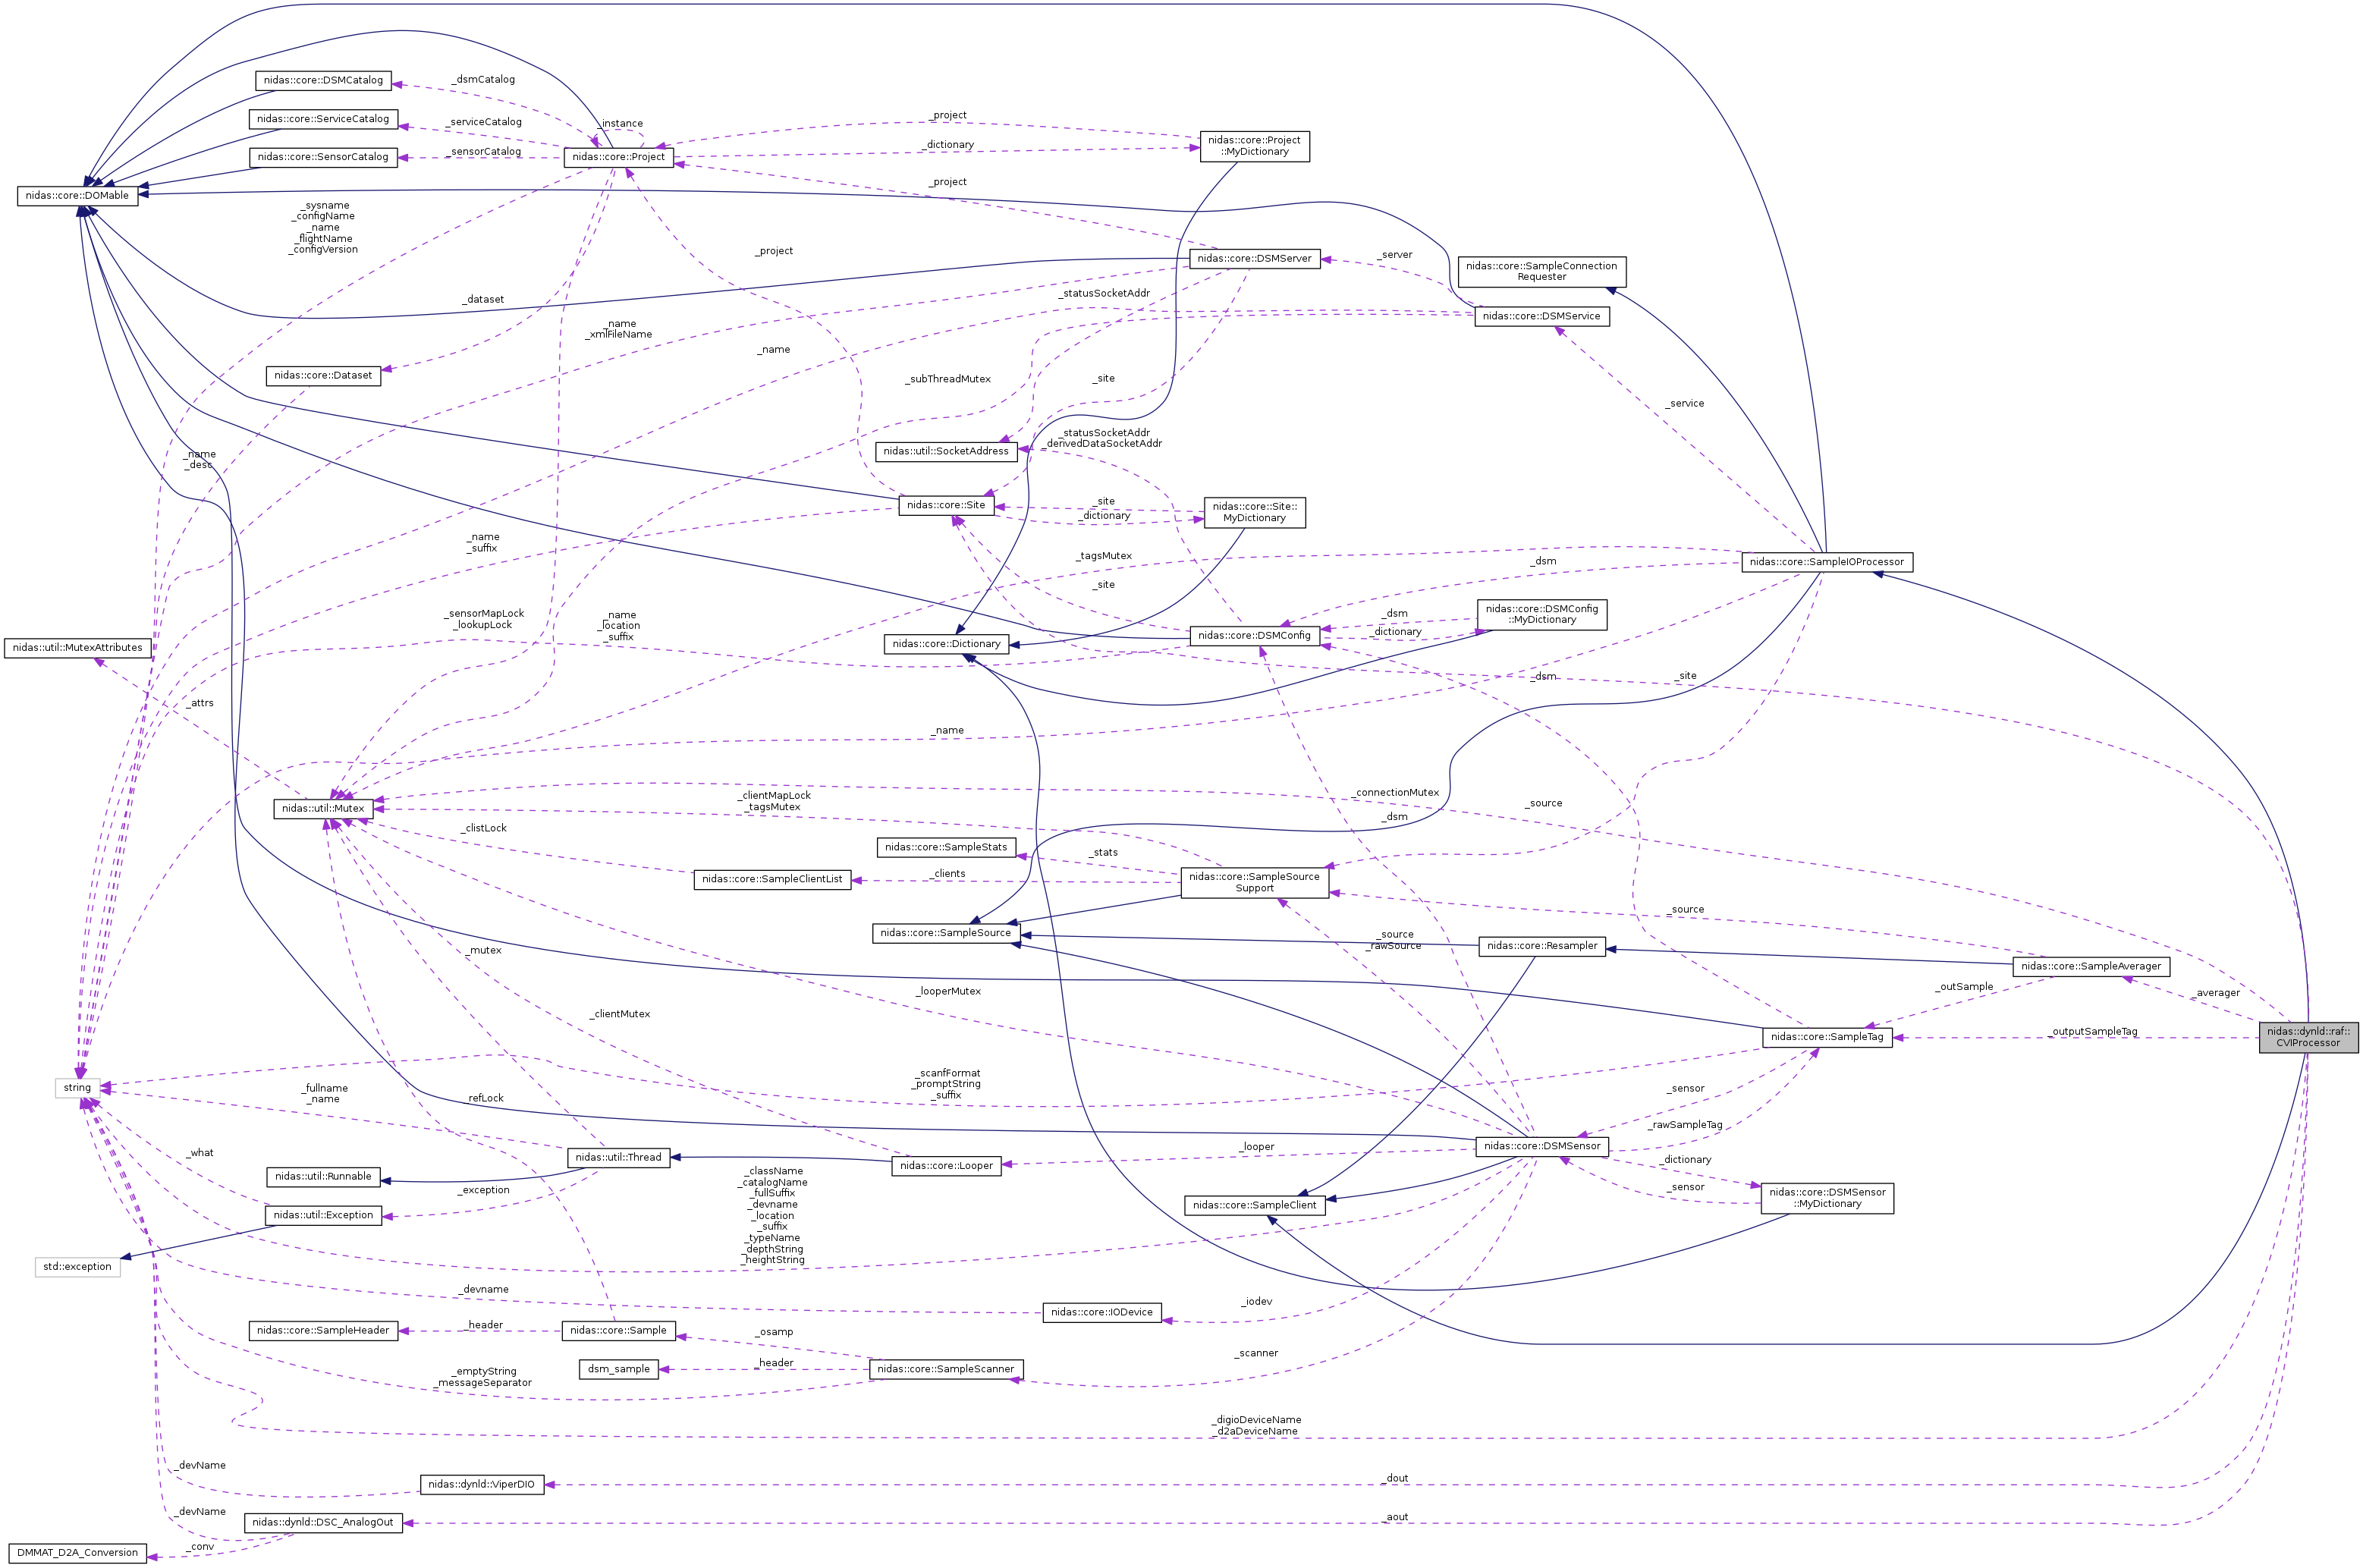 nidas::core::DSMCatalog
_dsmCatalog
nidas::core::ServiceCatalog
_serviceCatalog
_instance
_project
nidas::core::Project
::MyDictionary
nidas::core::SensorCatalog
_sensorCatalog
nidas::core::Project
_dictionary
nidas::core::DOMable
_project
_sysname
_configName
_name
_flightName
_configVersion
_project
nidas::core::DSMServer
_server
nidas::core::SampleConnection
Requester
_dataset
_statusSocketAddr
nidas::core::DSMService
_name
_xmlFileName
_name
nidas::core::Dataset
_subThreadMutex
_site
_service
_statusSocketAddr
_derivedDataSocketAddr
nidas::util::SocketAddress
_name
_desc
nidas::core::Site
_site
_dictionary
nidas::core::Site::
MyDictionary
_name
_suffix
_tagsMutex
_dsm
nidas::core::SampleIOProcessor
_site
_sensorMapLock
_lookupLock
_name
_location
_suffix
_dsm
_dictionary
nidas::core::DSMConfig
::MyDictionary
nidas::util::MutexAttributes
nidas::core::Dictionary
nidas::core::DSMConfig
_attrs
_dsm
_site
_name
nidas::util::Mutex
_clientMapLock
_tagsMutex
_connectionMutex
_dsm
_source
_clistLock
nidas::core::SampleStats
_stats
nidas::core::SampleClientList
_clients
nidas::core::SampleSource
Support
_source
nidas::core::SampleSource
_source
_rawSource
nidas::core::Resampler
_mutex
nidas::core::SampleAverager
_looperMutex
_outSample
_averager
_clientMutex
nidas::core::SampleTag
_outputSampleTag
nidas::dynld::raf::
CVIProcessor
string
_scanfFormat
_promptString
_suffix
_fullname
_name
refLock
_sensor
_rawSampleTag
_what
nidas::util::Thread
nidas::core::Looper
_looper
nidas::core::DSMSensor
nidas::util::Runnable
_exception
_className
_catalogName
_fullSuffix
_devname
_location
_suffix
_typeName
_depthString
_heightString
_dictionary
_sensor
nidas::core::DSMSensor
::MyDictionary
nidas::util::Exception
nidas::core::SampleClient
std::exception
_devname
nidas::core::IODevice
_iodev
nidas::core::SampleHeader
_header
nidas::core::Sample
_osamp
_scanner
dsm_sample
_header
nidas::core::SampleScanner
_emptyString
_messageSeparator
_digioDeviceName
_d2aDeviceName
_devName
nidas::dynld::ViperDIO
_dout
_devName
nidas::dynld::DSC_AnalogOut
_aout
DMMAT_D2A_Conversion
_conv